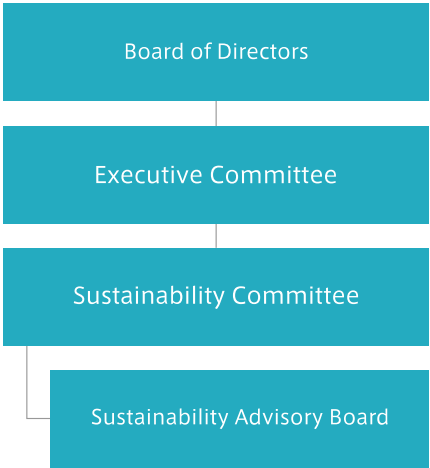 Board of Directors
Executive Committee
Sustainability Committee
Sustainability Advisory Board